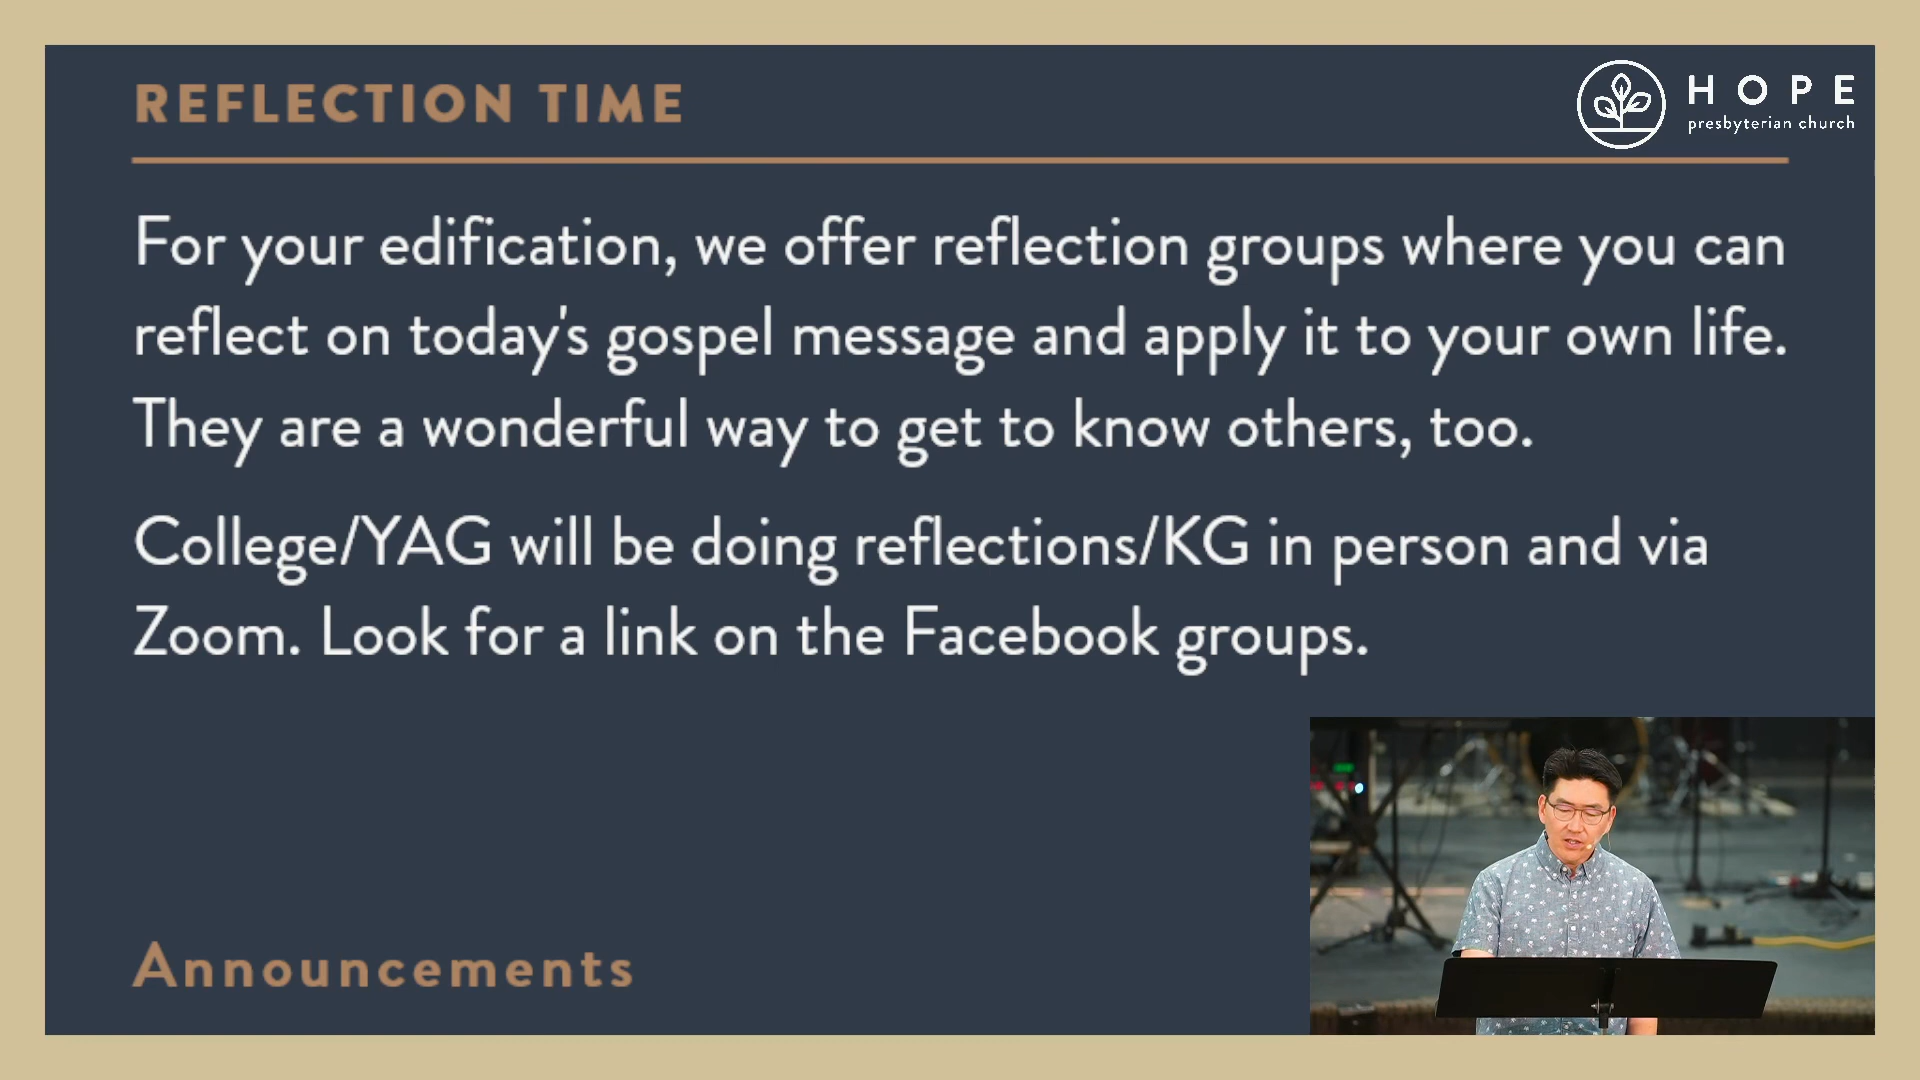 REFLECTION TIME
HOPE
presbyterian church
For your edification, we offer reflection groups where you can
reflect on today's gospel message and apply it to your own life.
They are a wonderful way to get to know others, too.
College/YAG will be doing reflections/KG in person and via
Zoom. Look for a link on the Facebook groups.
Announcements